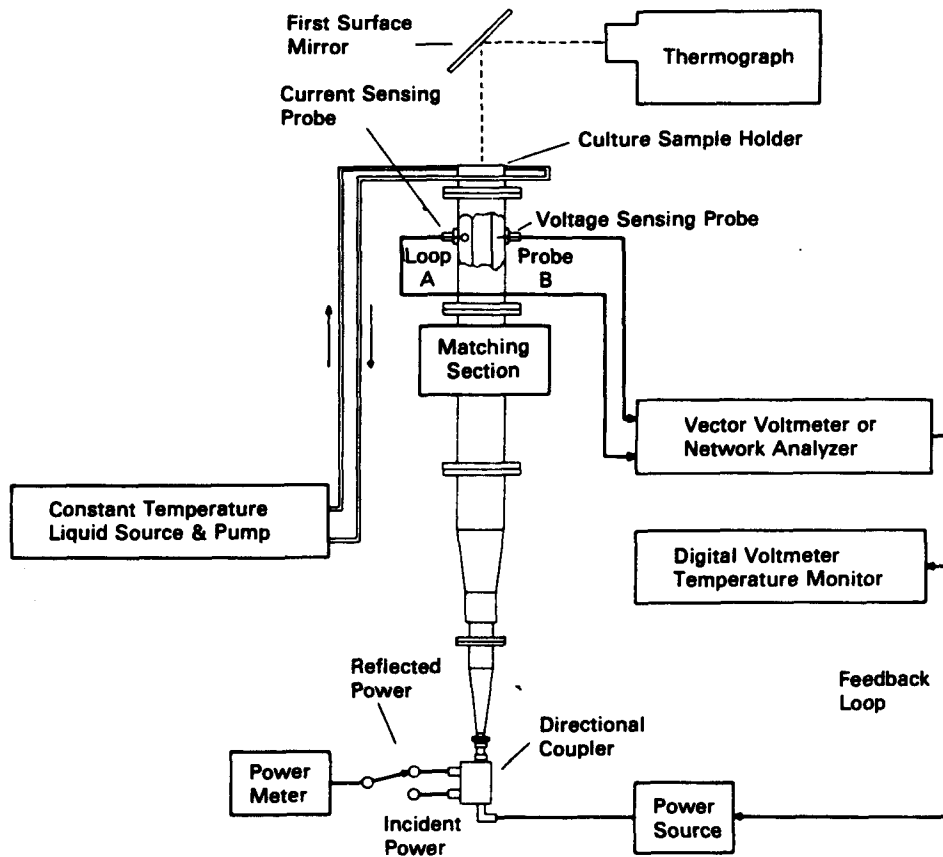 First Surface
Mirror
Thermograph
Current Sensing
Probe
Culture Sample Holder
Voltage Sensing Probe
Loop
A
Probe
B
Matching
Section
Vector Voltmeter or
Network Analyzer
Constant Temperature
Liquid Source & Pump
Digital Voltmeter
Temperature Monitor
Reflected
Power
Feedback
Loop
Directional
Coupler
Power
Meter
Incident
Power
Power
Source